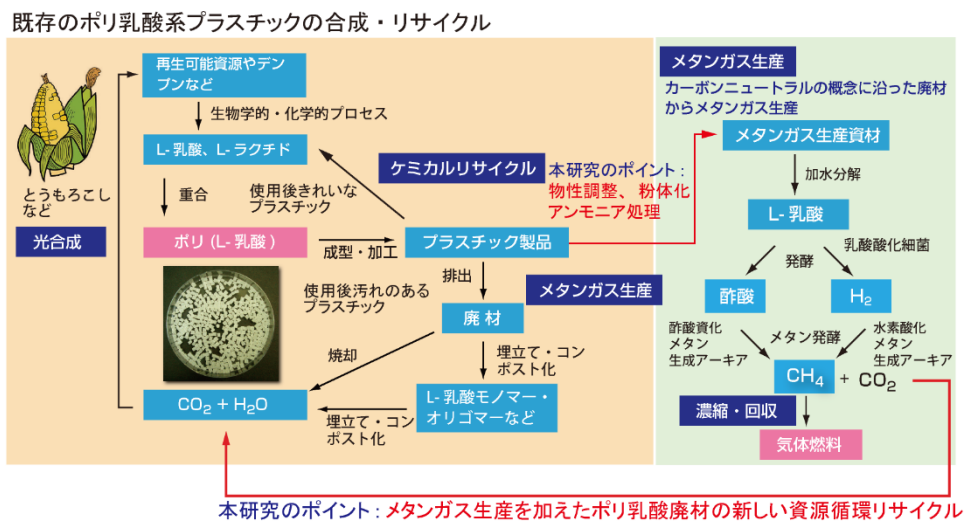 既存のポリ乳酸系プラスチックの合成・リサイクル
再生可能資源やデン
プンなど
生物学的・化学的プロセス
L-乳酸、L-ラクチド
とうもろこし
など
光合成
重合
使用後きれいな
プラスチック
ケミカルリサイクル
本研究のポイント：
物性調整、粉体化
アンモニア処理
ポリ (L-乳酸)
成型・加工
プラスチック製品
排出
使用後汚れのある
プラスチック
メタンガス生産
廃 材
焼却
埋立て・コン
ポスト化
CO₂ + H₂O
埋立て・コン
ポスト化
L-乳酸モノマー・
オリゴマーなど
メタンガス生産
カーボンニュートラルの概念に沿った廃材
からメタンガス生産
メタンガス生産資材
加水分解
L-乳酸
発酵
乳酸酸化細菌
酢酸
H₂
酢酸資化
メタン
生成アーキア
メタン発酵
水素酸化
メタン
生成アーキア
CH₄ + CO₂
濃縮・回収
気体燃料
本研究のポイント：メタンガス生産を加えたポリ乳酸廃材の新しい資源循環リサイクル